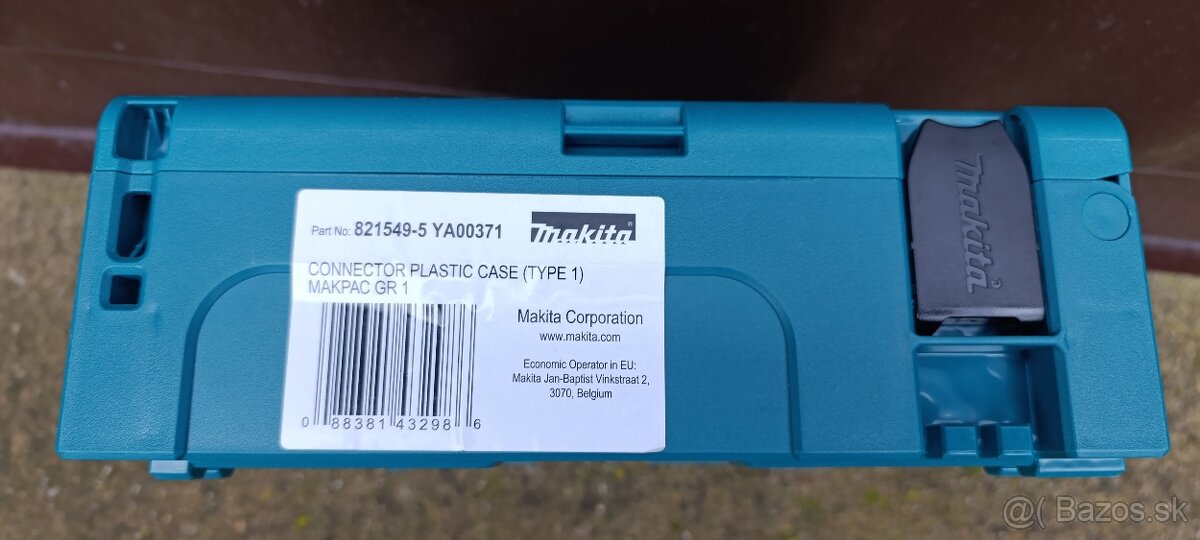 Part No: 821549-5 YA00371
makita®
CONNECTOR PLASTIC CASE (TYPE 1)
MAKPAC GR 1
Makita Corporation
www.makita.com
Economic Operator in EU:
Makita Jan-Baptist Vinkstraat 2,
3070, Belgium
0 88381 43298 6
makita
@( Bazos.sk